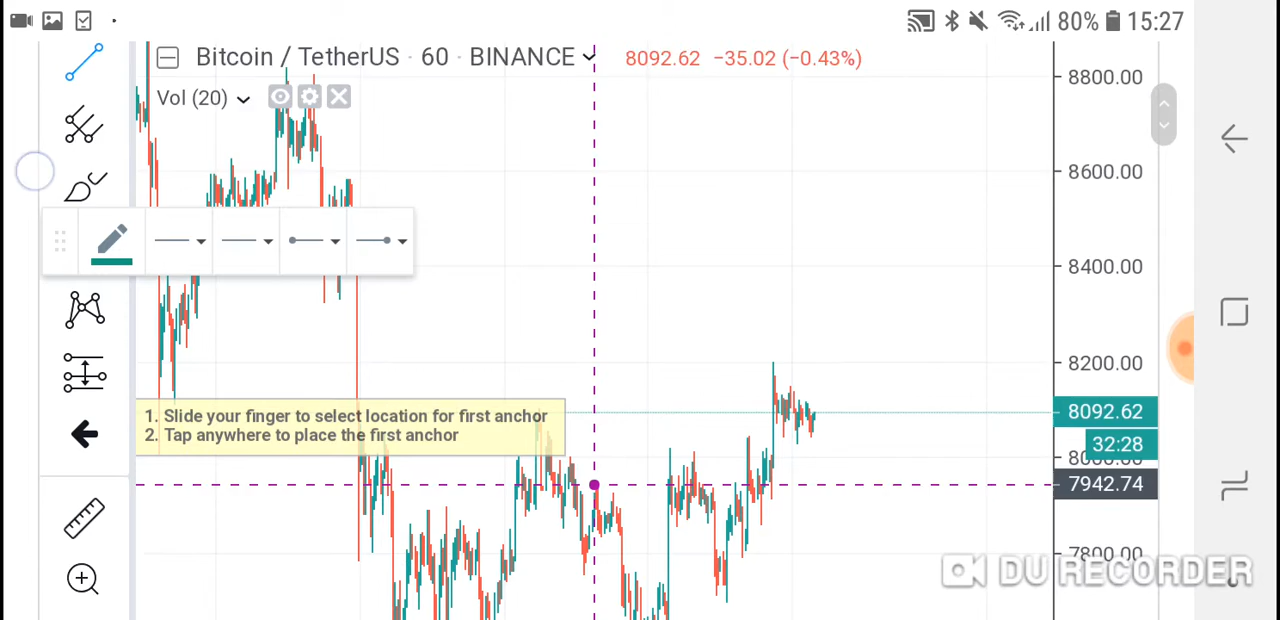 80% 15:27
Bitcoin / TetherUS · 60 · BINANCE 8092.62 −35.02 (−0.43%)
Vol (20)
8800.00
8600.00
8400.00
8200.00
1. Slide your finger to select location for first anchor
2. Tap anywhere to place the first anchor
8092.62
32:28
8000.00
7942.74
7800.00
DU RECORDER